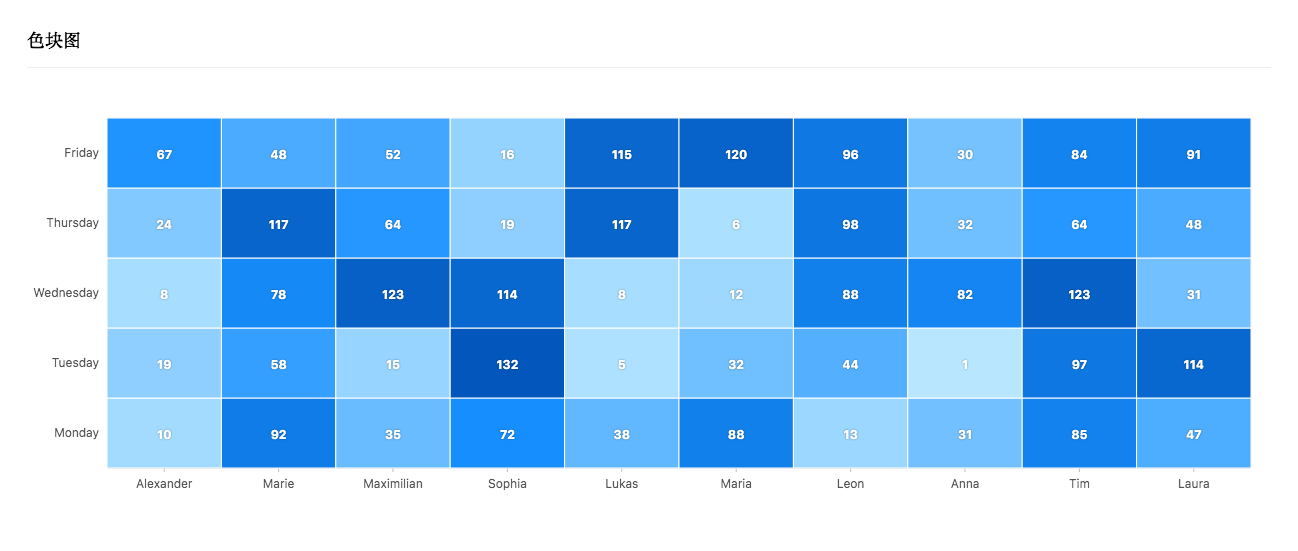 色块图
Friday 67 48 52 16 115 120 96 30 84 91
Thursday 24 117 64 19 117 6 98 32 64 48
Wednesday 8 78 123 114 8 12 88 82 123 31
Tuesday 19 58 15 132 5 32 44 1 97 114
Monday 10 92 35 72 38 88 13 31 85 47
Alexander Marie Maximilian Sophia Lukas Maria Leon Anna Tim Laura